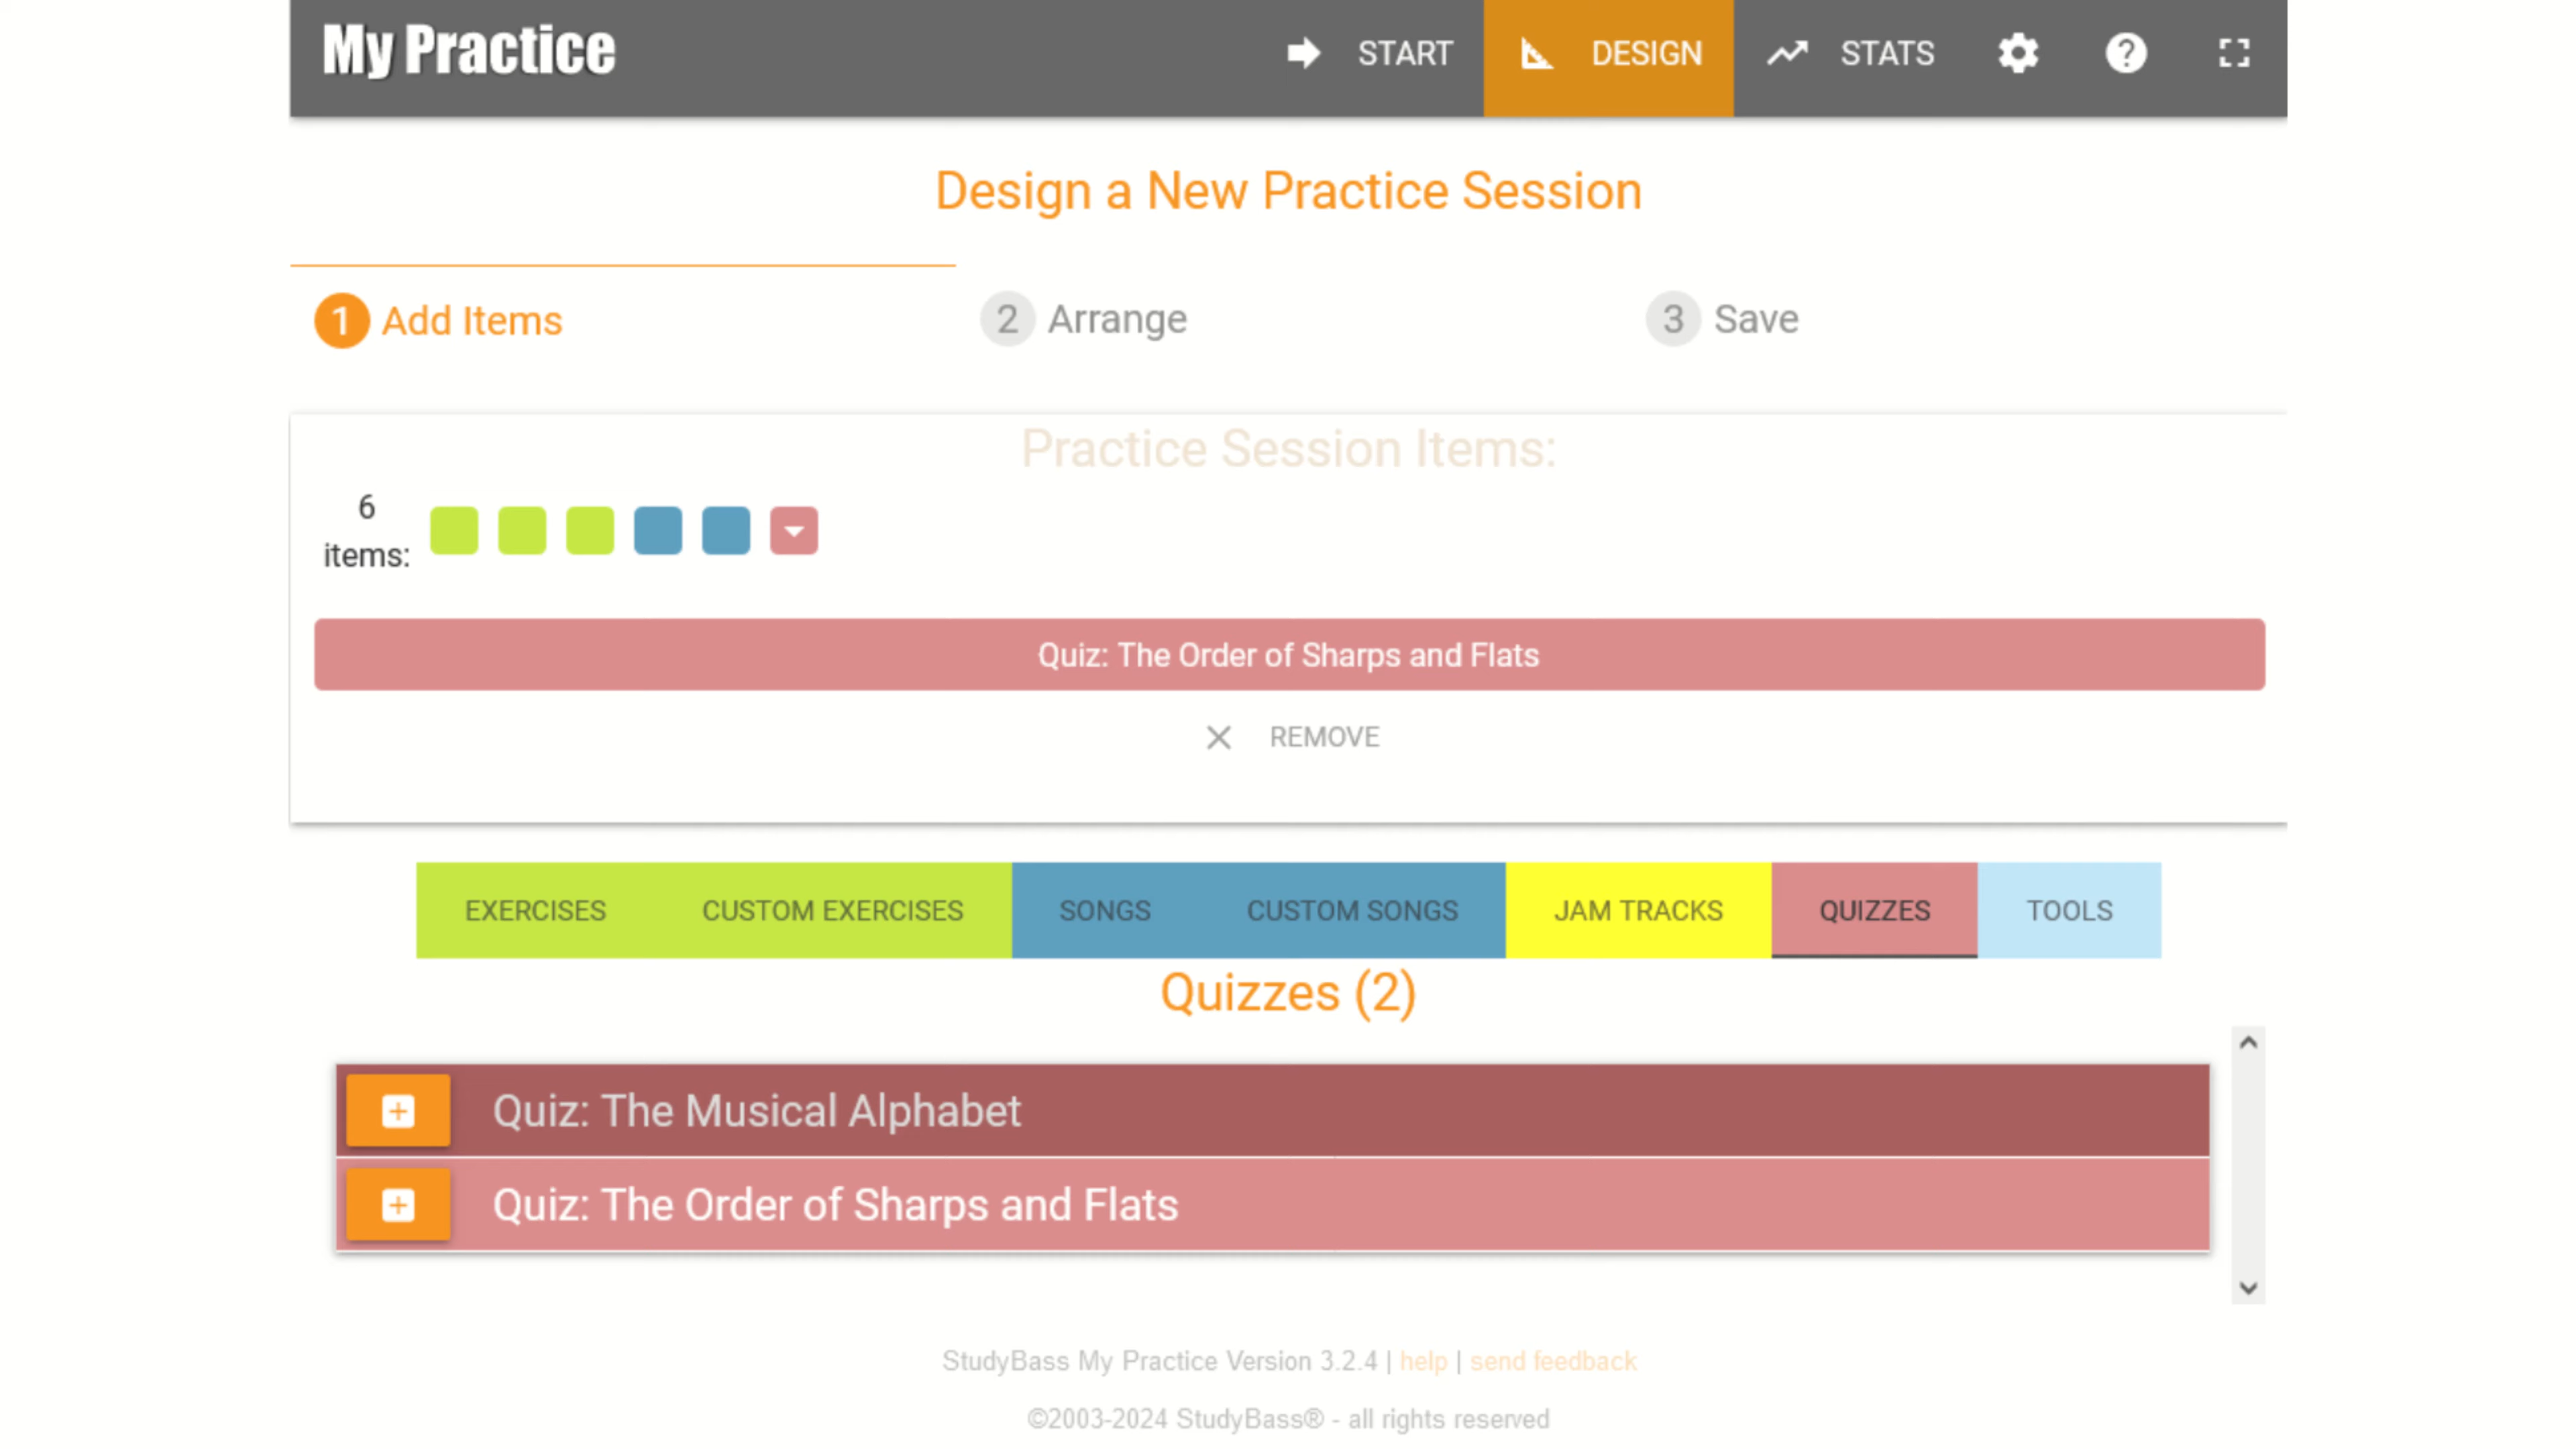 My Practice
START
DESIGN
STATS
Design a New Practice Session
1 Add Items
2 Arrange
3 Save
Practice Session Items:
6
items:
Quiz: The Order of Sharps and Flats
REMOVE
EXERCISES
CUSTOM EXERCISES
SONGS
CUSTOM SONGS
JAM TRACKS
QUIZZES
TOOLS
Quizzes (2)
Quiz: The Musical Alphabet
Quiz: The Order of Sharps and Flats
StudyBass My Practice Version 3.2.4 | help | send feedback
©2003-2024 StudyBass® - all rights reserved